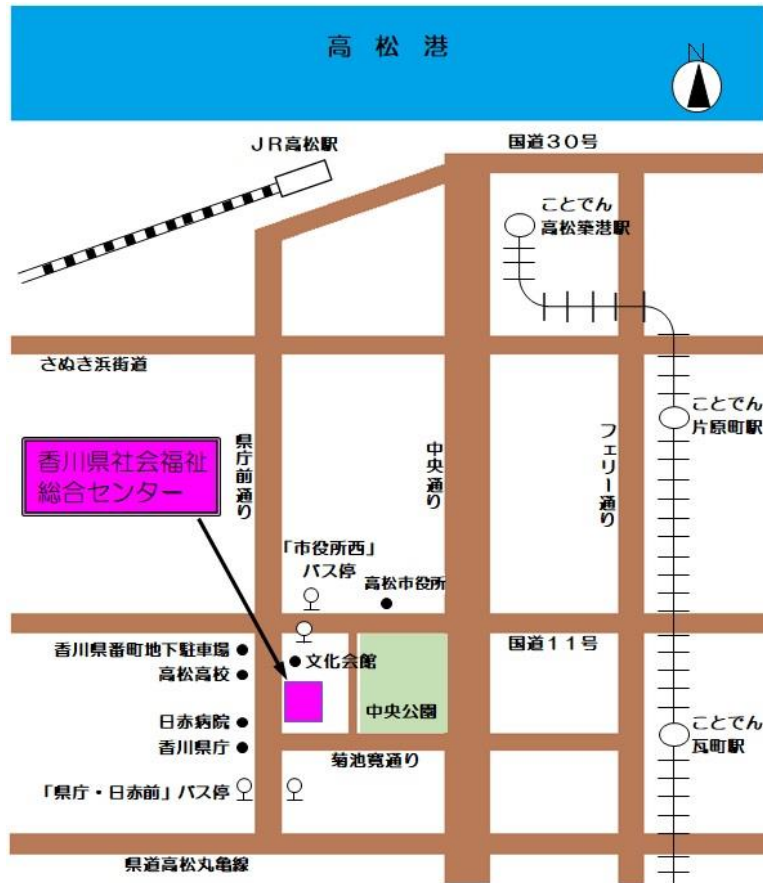 高松港
N
JR高松駅
国道30号
ことでん
高松築港駅
さぬき浜街道
ことでん
片原町駅
香川県社会福祉
総合センター
県庁前通り
中央通り
フェリー通り
「市役所西」
バス停
高松市役所
香川県番町地下駐車場
文化会館
国道11号
高松高校
中央公園
日赤病院
香川県庁
ことでん
瓦町駅
菊池寛通り
「県庁・日赤前」バス停
県道高松丸亀線